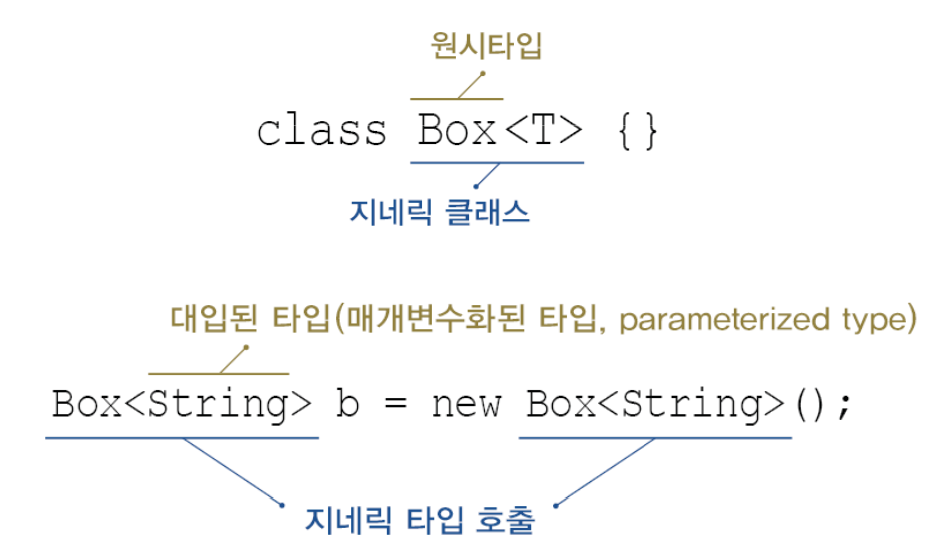 원시타입
class Box<T> {}
지네릭 클래스
대입된 타입(매개변수화된 타입, parameterized type)
Box<String> b = new Box<String>();
지네릭 타입 호출